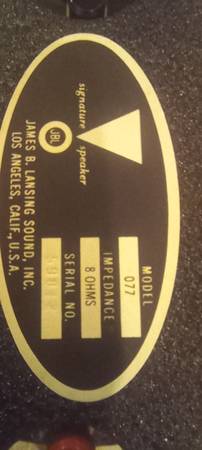 signature speaker
JBL
JAMES B. LANSING SOUND, INC.
LOS ANGELES, CALIF., U.S.A.
MODEL
077
IMPEDANCE
8 OHMS
SERIAL NO.